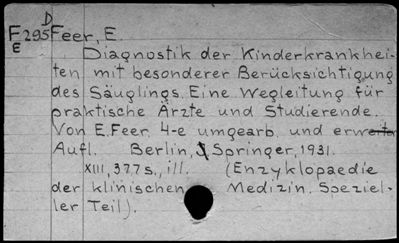 D
F295 Feer, E.
E
Diagnostik der Kinderkrankhei-
ten mit besonderer Berücksichtigung
des Säuglings. Eine Wegleitung für
praktische Ärzte und Studierende.
Von E.Feer. 4-e umgearb. und erweiter
Aufl. Berlin, J Springer, 1931.
XIII, 377 s., ill. (Enzyklopaedie
der klinischen Medizin. Speziel-
ler Teil).